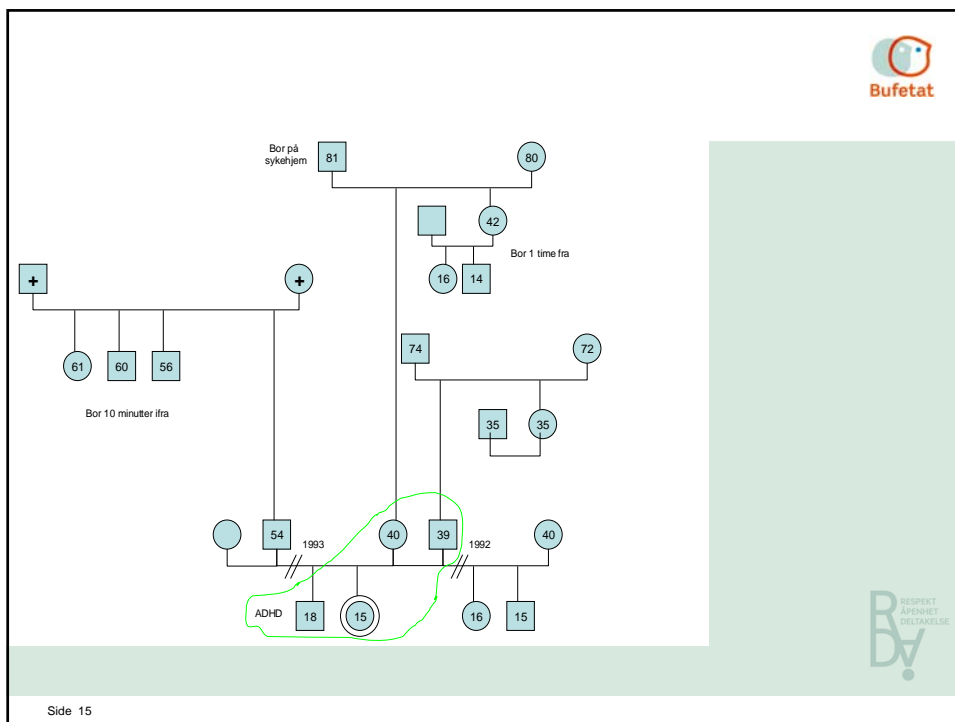 Bufetat
Bor på
sykehjem
81
80
42
Bor 1 time fra
16
14
+
+
61
60
56
Bor 10 minutter ifra
74
72
35
35
54
1993
40
39
1992
40
ADHD
18
15
16
15
RESPEKT
ÅPENHET
DELTAKELSE
RDA!
Side 15